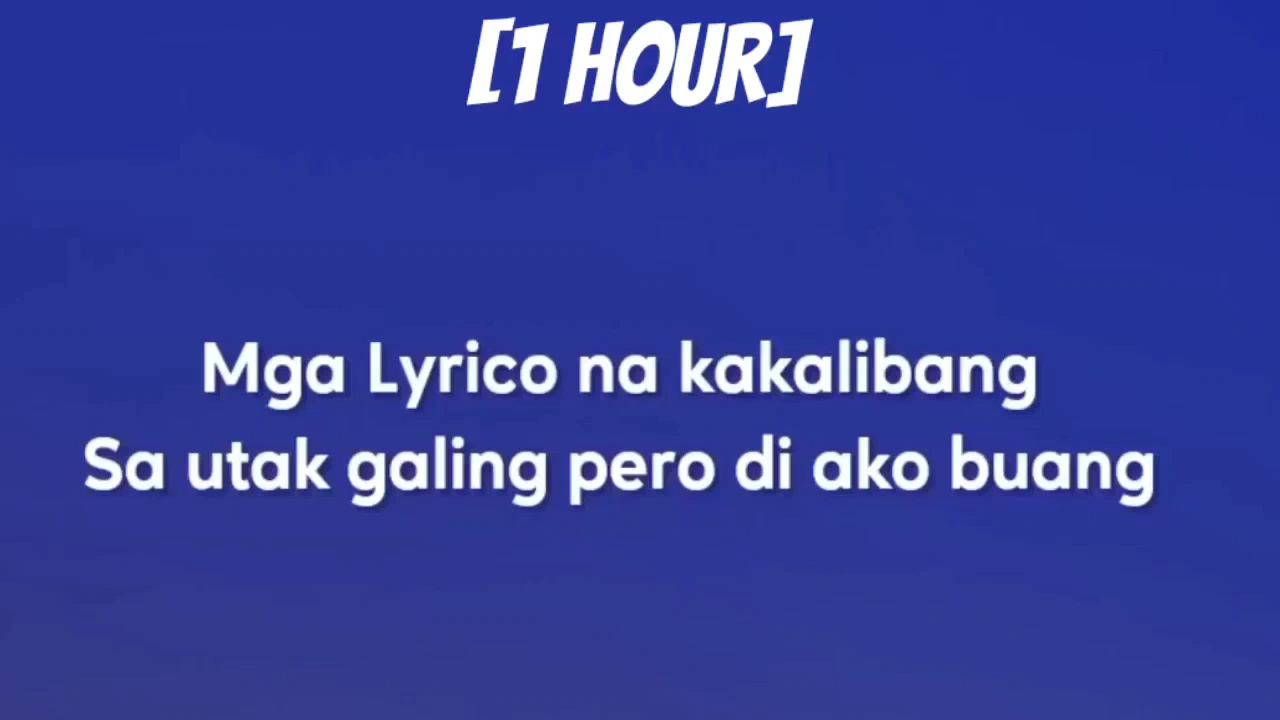 [1 HOUR]
Mga Lyrico na kakalibang
Sa utak galing pero di ako buang